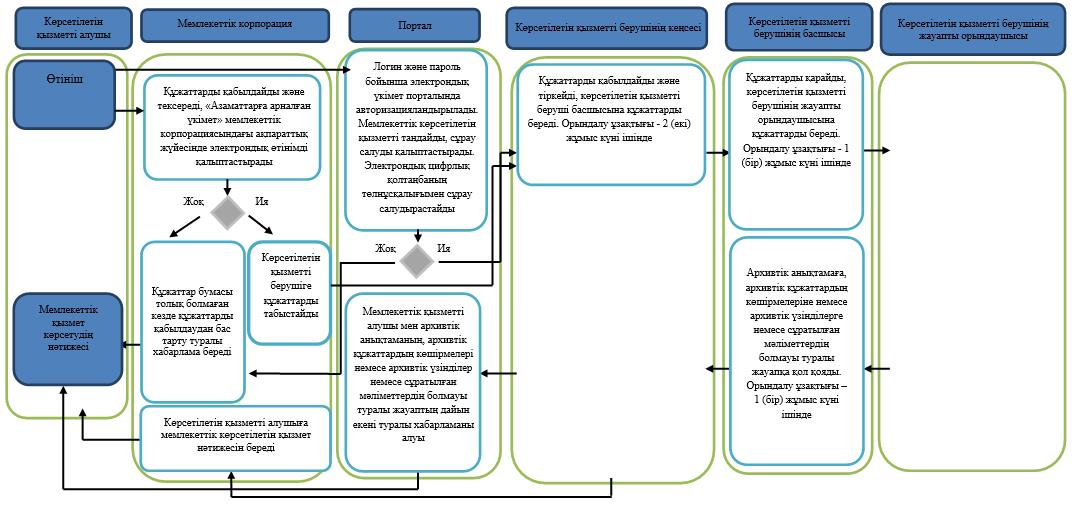 Көрсетілетін
қызметті алушы
Мемлекеттік корпорация
Портал
Көрсетілетін қызметті берушінің кеңсесі
Көрсетілетін қызметті
берушінің басшысы
Көрсетілетін қызметті берушінің
жауапты орындаушысы
Өтініш
Құжаттарды қабылдайды және
тексереді, «Азаматтарға арналған
үкімет» мемлекеттік
корпорациясындағы ақпараттық
жүйесінде электрондық өтінімді
қалыптастырады
Жоқ
Ия
Құжаттар бумасы
толық болмаған
кезде құжаттарды
қабылдаудан бас
тарту туралы
хабарлама береді
Көрсетілетін
қызметті
берушіге
құжаттарды
табыстайды
Көрсетілетін қызметті алушыға
мемлекеттік көрсетілетін қызмет
нәтижесін береді
Логин және пароль
бойынша электрондық
үкімет порталында
авторизацияландырылады.
Мемлекеттік көрсетілетін
қызметті таңдайды, сұрау
салуды қалыптастырады.
Электрондық цифрлық
қолтаңбаның
төлнұсқалығымен сұрау
салудырастайды
Жоқ
Ия
Мемлекеттік қызметті
алушы мен архивтік
анықтаманың, архивтік
құжаттардың көшірмелері
немесе архивтік үзінділер
немесе сұратылған
мәліметтердің болмауы
туралы жауаптың дайын
екені туралы хабарламаны
алуы
Құжаттарды қабылдайды және
тіркейді, көрсетілетін қызметті
беруші басшысына құжаттарды
береді. Орындалу ұзақтығы - 2 (екі)
жұмыс күні ішінде
Құжаттарды қарайды,
көрсетілетін қызметті
берушінің жауапты
орындаушысына
құжаттарды береді.
Орындалу ұзақтығы - 1
(бір) жұмыс күні ішінде
Архивтік анықтамаға,
архивтік құжаттардың
көшірмелеріне немесе
архивтік үзінділерге
немесе сұратылған
мәліметтердің
болмауы туралы
жауапқа қол қояды.
Орындалу ұзақтығы –
1 (бір) жұмыс күні
ішінде
Мемлекеттік
қызмет
көрсетудің
нәтижесі